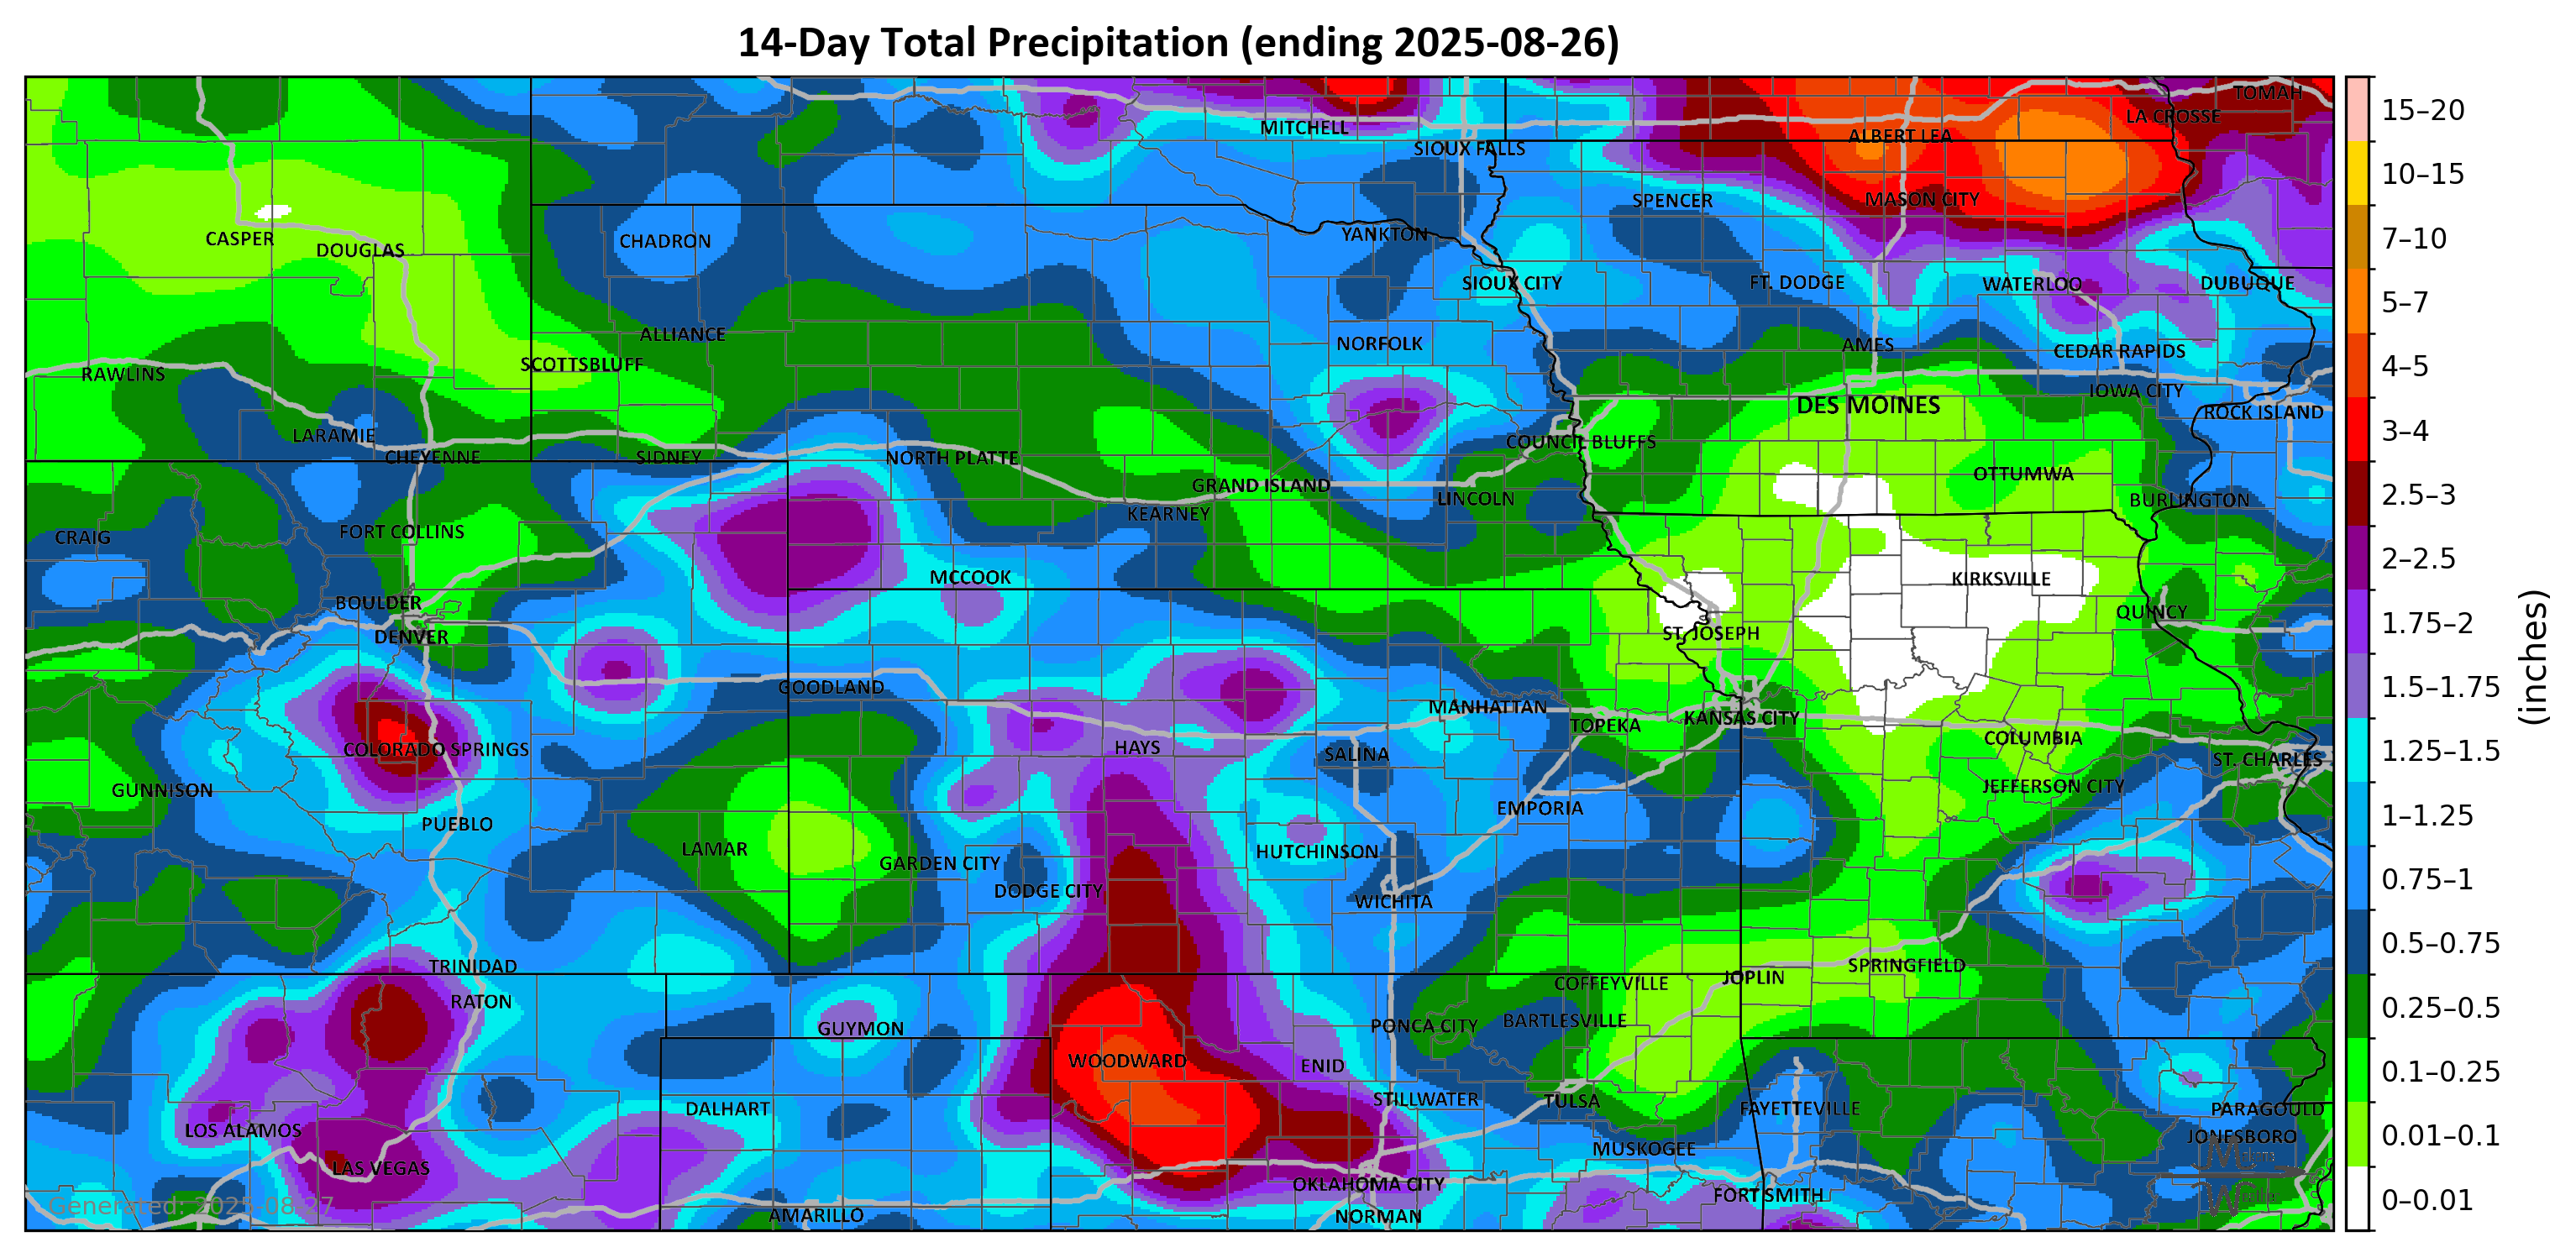 14-Day Total Precipitation (ending 2025-08-26)
TOMAH
LA CROSSE
MITCHELL
ALBERT LEA
SIOUX FALLS
SPENCER
MASON CITY
CASPER
DOUGLAS
CHADRON
YANKTON
SIOUX CITY
FT. DODGE
WATERLOO
DUBUQUE
ALLIANCE
NORFOLK
AMES
CEDAR RAPIDS
SCOTTSBLUFF
RAWLINS
IOWA CITY
DES MOINES
ROCK ISLAND
LARAMIE
COUNCIL BLUFFS
CHEYENNE
SIDNEY
NORTH PLATTE
OTTUMWA
GRAND ISLAND
LINCOLN
BURLINGTON
KEARNEY
CRAIG
FORT COLLINS
MCCOOK
KIRKSVILLE
BOULDER
QUINCY
DENVER
ST. JOSEPH
GOODLAND
MANHATTAN
TOPEKA
KANSAS CITY
COLUMBIA
COLORADO SPRINGS
HAYS
SALINA
ST. CHARLES
GUNNISON
JEFFERSON CITY
EMPORIA
PUEBLO
LAMAR
GARDEN CITY
HUTCHINSON
DODGE CITY
WICHITA
TRINIDAD
SPRINGFIELD
JOPLIN
COFFEYVILLE
RATON
GUYMON
PONCA CITY
BARTLESVILLE
WOODWARD
ENID
STILLWATER
TULSA
DALHART
FAYETTEVILLE
PARAGOULD
LOS ALAMOS
JONESBORO
MUSKOGEE
LAS VEGAS
OKLAHOMA CITY
FORT SMITH
AMARILLO
NORMAN
Generated: 2025-08-27
15–20
10–15
7–10
5–7
4–5
3–4
2.5–3
2–2.5
1.75–2
1.5–1.75
1.25–1.5
1–1.25
0.75–1
0.5–0.75
0.25–0.5
0.1–0.25
0.01–0.1
0–0.01
(inches)